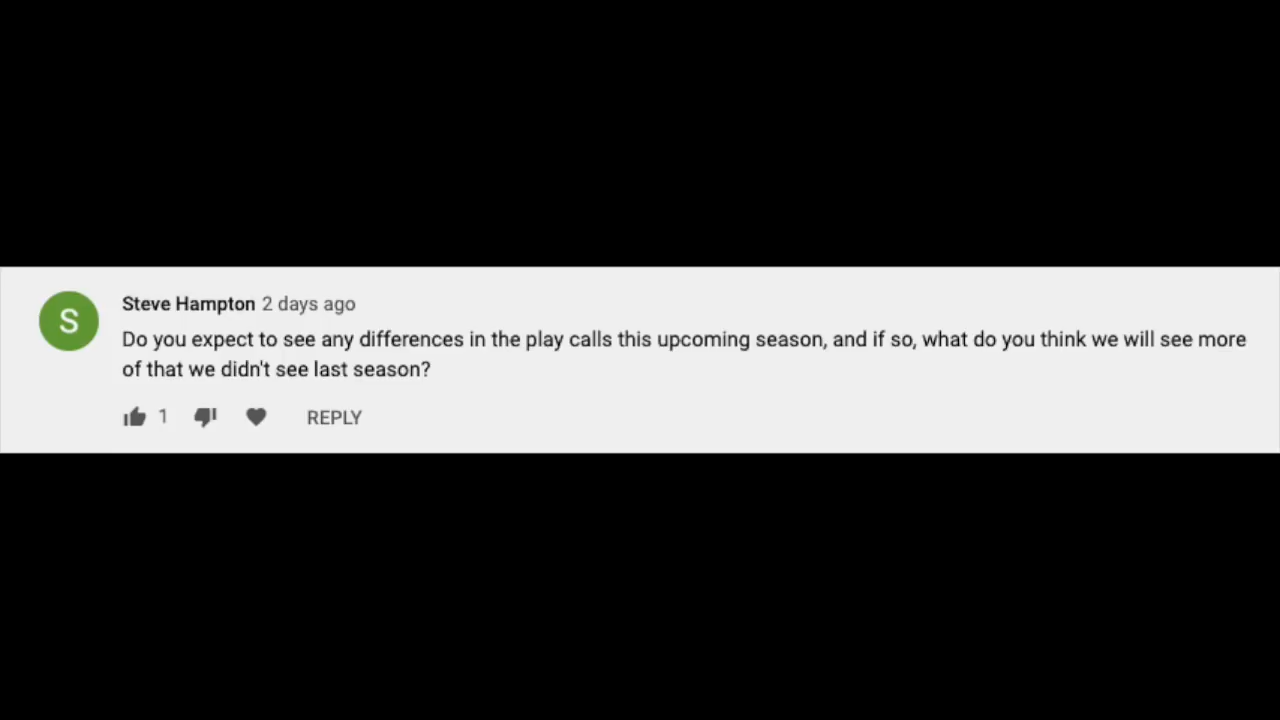 S
Steve Hampton 2 days ago
Do you expect to see any differences in the play calls this upcoming season, and if so, what do you think we will see more
of that we didn't see last season?
1 REPLY